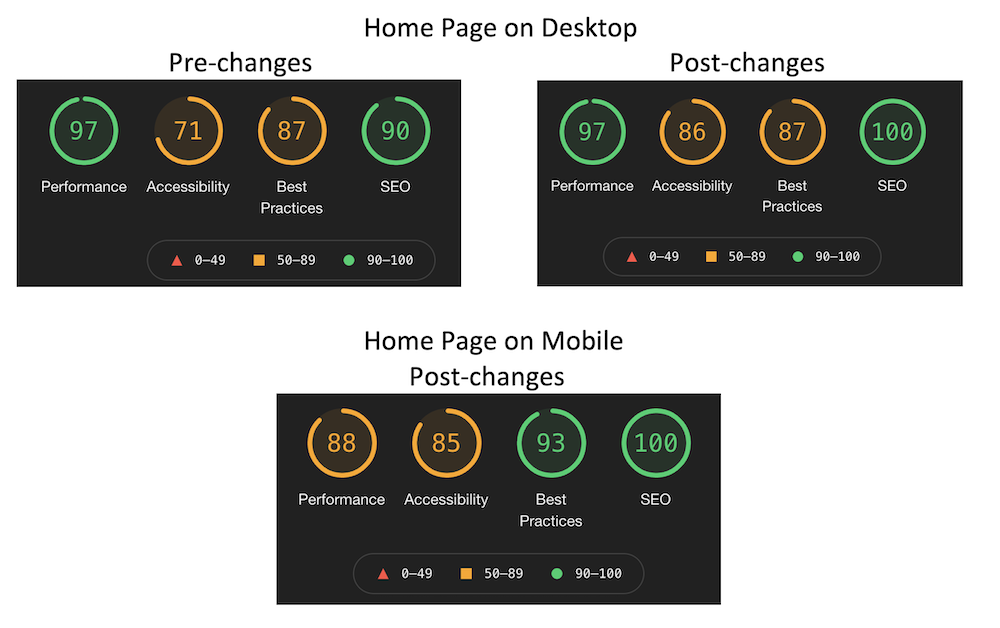 Home Page on Desktop
Pre-changes
97 71 87 90
Performance Accessibility Best Practices SEO
0–49 50–89 90–100
Post-changes
97 86 87 100
Performance Accessibility Best Practices SEO
0–49 50–89 90–100
Home Page on Mobile
Post-changes
88 85 93 100
Performance Accessibility Best Practices SEO
0–49 50–89 90–100